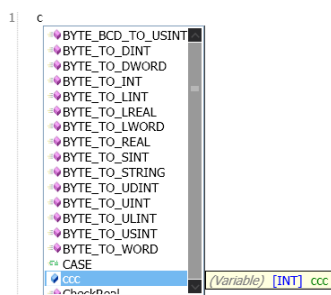 1 c
BYTE_BCD_TO_USINT
BYTE_TO_DINT
BYTE_TO_DWORD
BYTE_TO_INT
BYTE_TO_LINT
BYTE_TO_LREAL
BYTE_TO_LWORD
BYTE_TO_REAL
BYTE_TO_SINT
BYTE_TO_STRING
BYTE_TO_UDINT
BYTE_TO_UINT
BYTE_TO_ULINT
BYTE_TO_USINT
BYTE_TO_WORD
CASE
ccc (Variable) [INT] ccc
CheckReal